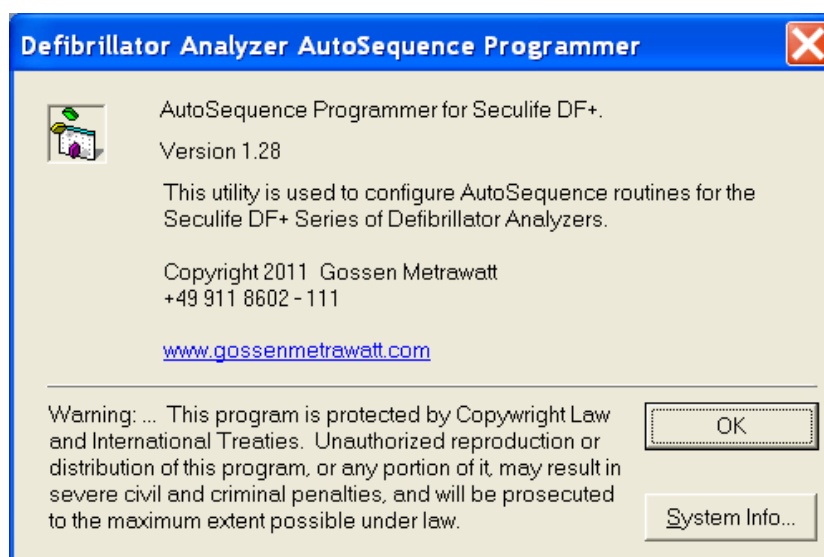 Defibrillator Analyzer AutoSequence Programmer
AutoSequence Programmer for Seculife DF+.
Version 1.28
This utility is used to configure AutoSequence routines for the
Seculife DF+ Series of Defibrillator Analyzers.
Copyright 2011  Gossen Metrawatt
+49 911 8602 - 111
www.gossenmetrawatt.com
Warning: ...  This program is protected by Copywright Law
and International Treaties.  Unauthorized reproduction or
distribution of this program, or any portion of it, may result in
severe civil and criminal penalties, and will be prosecuted
to the maximum extent possible under law.
OK
System Info...